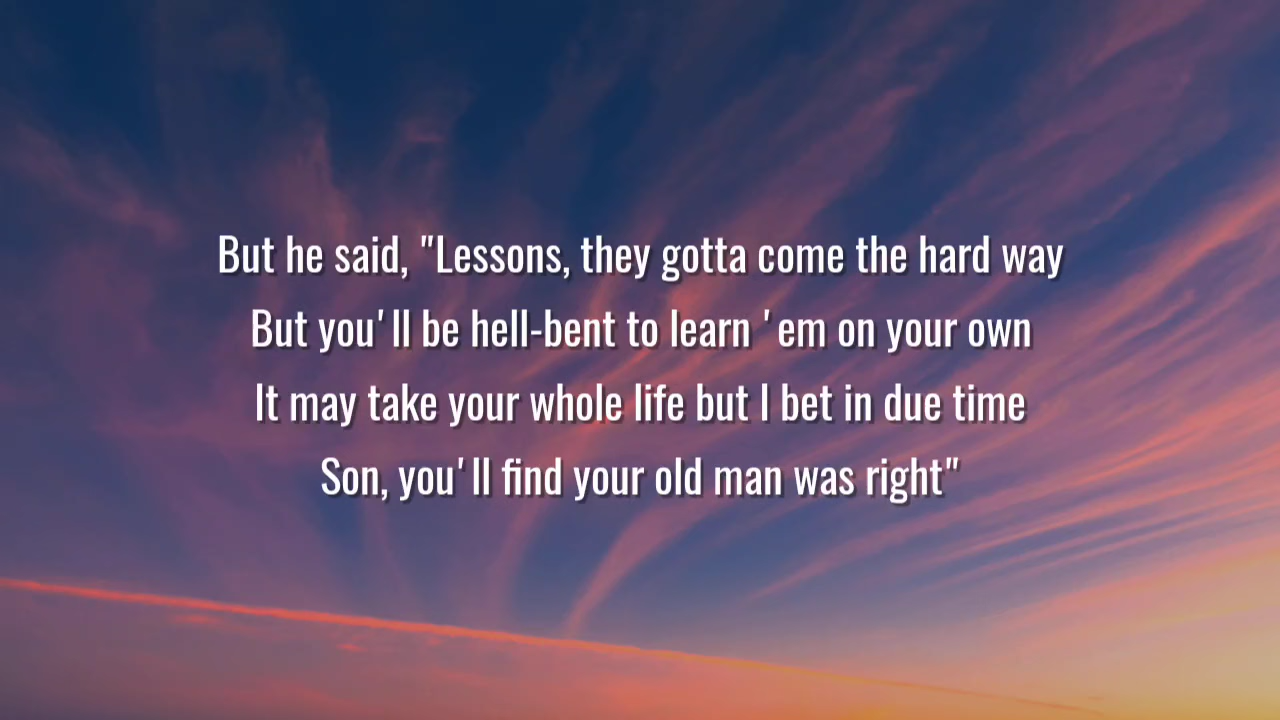 But he said, "Lessons, they gotta come the hard way
But you'll be hell-bent to learn 'em on your own
It may take your whole life but I bet in due time
Son, you'll find your old man was right"